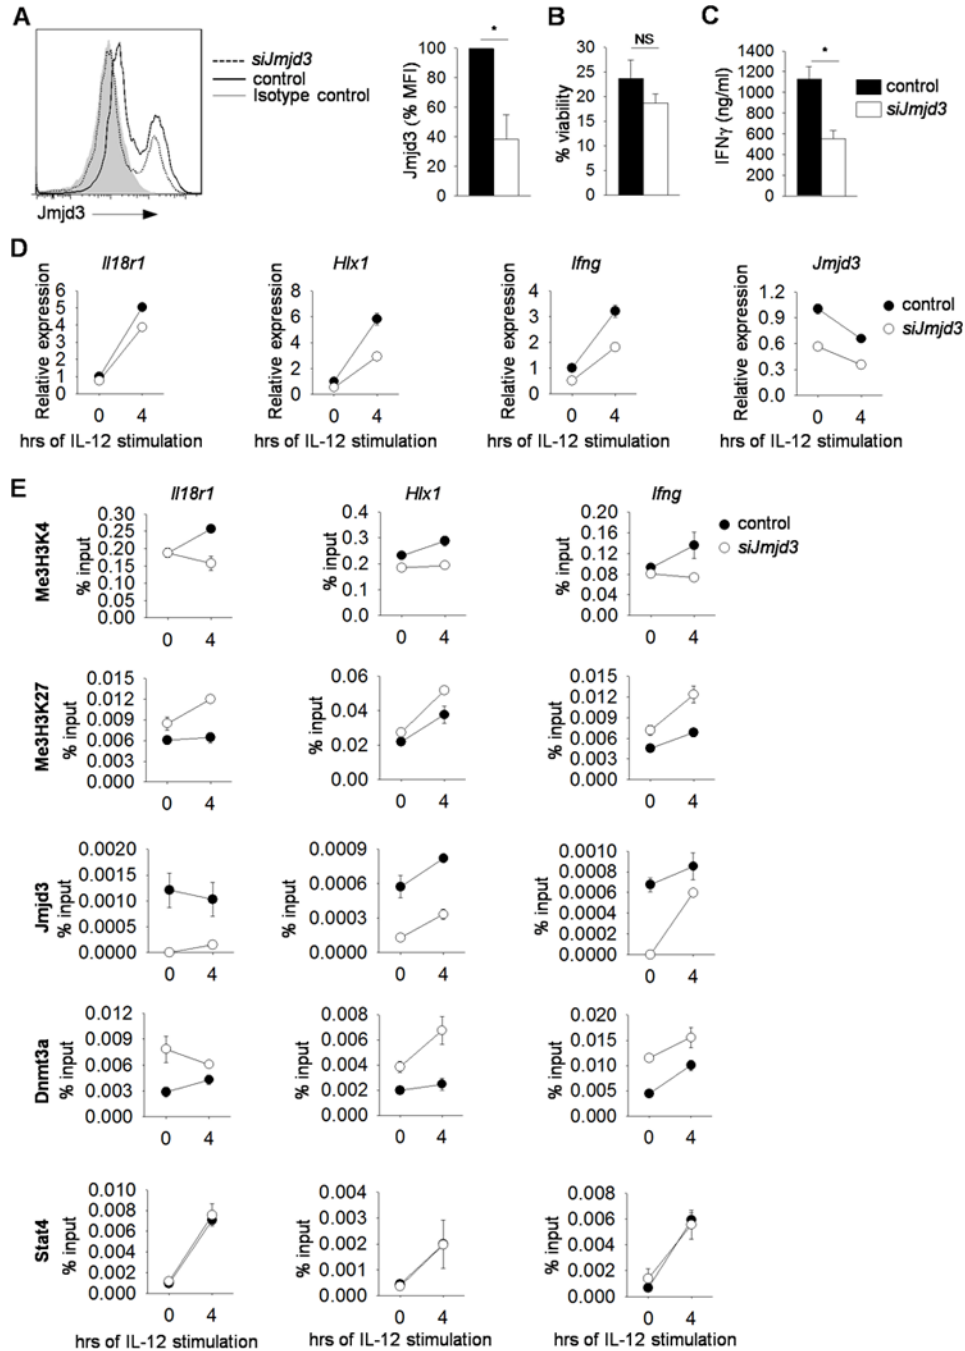 A
siJmjd3
control
Isotype control
Jmjd3
Jmjd3 (% MFI)
100
80
60
40
20
0
*
B
% viability
30
25
20
15
10
5
0
NS
C
IFNγ (ng/ml)
1400
1200
1000
800
600
400
200
0
*
control
siJmjd3
D
Il18r1
Relative expression
6
5
4
3
2
1
0
0 4
hrs of IL-12 stimulation
Hlx1
Relative expression
8
6
4
2
0
0 4
hrs of IL-12 stimulation
Ifng
Relative expression
4
3
2
1
0
0 4
hrs of IL-12 stimulation
Jmjd3
Relative expression
1.2
0.9
0.6
0.3
0.0
0 4
hrs of IL-12 stimulation
control
siJmjd3
E
Il18r1
Hlx1
Ifng
control
siJmjd3
Me3H3K4
% input
0.30
0.25
0.20
0.15
0.10
0.05
0.00
0 4
% input
0.4
0.3
0.2
0.1
0.0
0 4
% input
0.20
0.16
0.12
0.08
0.04
0.00
0 4
Me3H3K27
% input
0.015
0.012
0.009
0.006
0.003
0.000
0 4
% input
0.06
0.04
0.02
0.00
0 4
% input
0.015
0.012
0.009
0.006
0.003
0.000
0 4
Jmjd3
% input
0.0020
0.0015
0.0010
0.0005
0.0000
0 4
% input
0.0009
0.0006
0.0003
0.0000
0 4
% input
0.0010
0.0008
0.0006
0.0004
0.0002
0.0000
0 4
Dnmt3a
% input
0.012
0.009
0.006
0.003
0.000
0 4
% input
0.008
0.006
0.004
0.002
0.000
0 4
% input
0.020
0.015
0.010
0.005
0.000
0 4
Stat4
% input
0.010
0.008
0.006
0.004
0.002
0.000
0 4
hrs of IL-12 stimulation
% input
0.004
0.003
0.002
0.001
0.000
0 4
hrs of IL-12 stimulation
% input
0.008
0.006
0.004
0.002
0.000
0 4
hrs of IL-12 stimulation